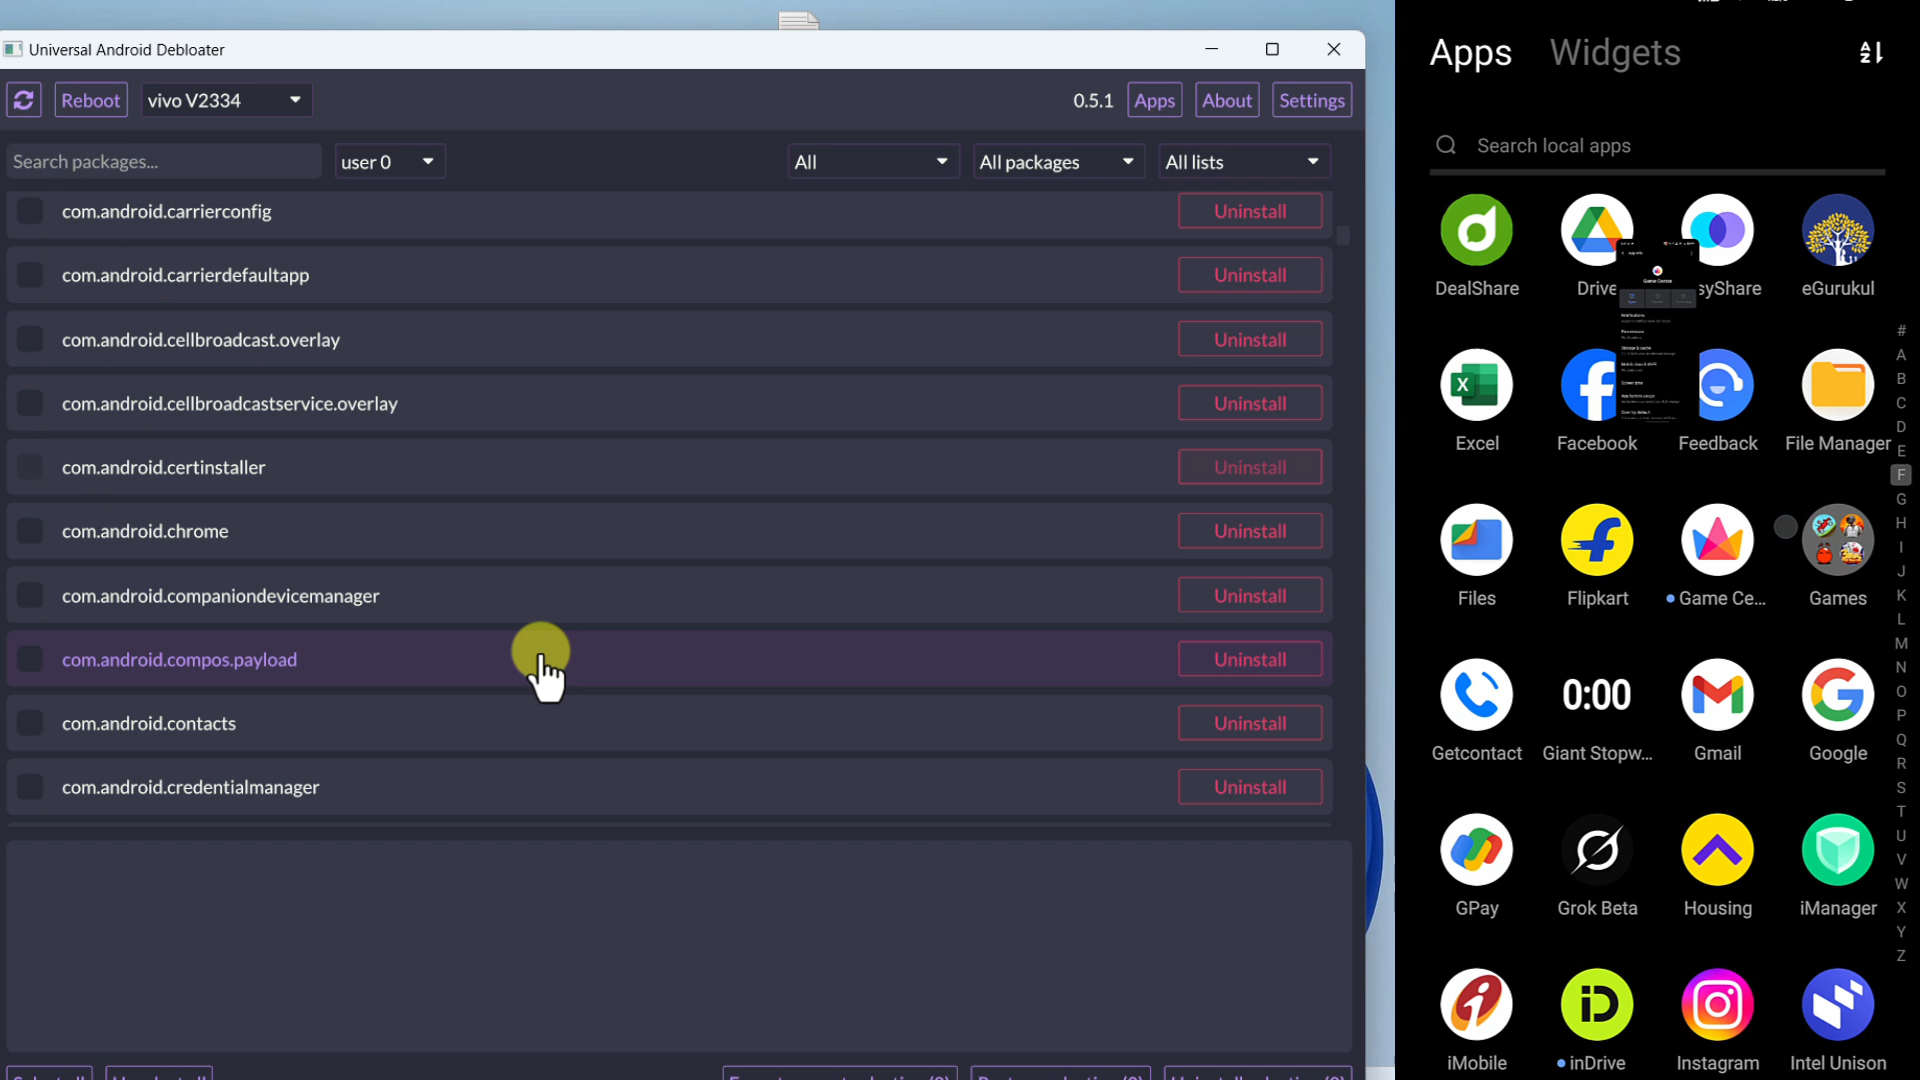 Universal Android Debloater
Reboot
vivo V2334
0.5.1
Apps
About
Settings
Search packages...
user 0
All
All packages
All lists
com.android.carrierconfig
Uninstall
com.android.carrierdefaultapp
Uninstall
com.android.cellbroadcast.overlay
Uninstall
com.android.cellbroadcastservice.overlay
Uninstall
com.android.certinstaller
Uninstall
com.android.chrome
Uninstall
com.android.companiondevicemanager
Uninstall
com.android.compos.payload
Uninstall
com.android.contacts
Uninstall
com.android.credentialmanager
Uninstall
Apps Widgets
Search local apps
DealShare
Drive
syShare
eGurukul
Game Center
Excel
Facebook
Feedback
File Manager
Files
Flipkart
Game Ce...
Games
0:00
Getcontact
Giant Stopw...
Gmail
Google
GPay
Grok Beta
Housing
iManager
iMobile
inDrive
Instagram
Intel Unison
#
A
B
C
D
E
F
G
H
I
J
K
L
M
N
O
P
Q
R
S
T
U
V
W
X
Y
Z